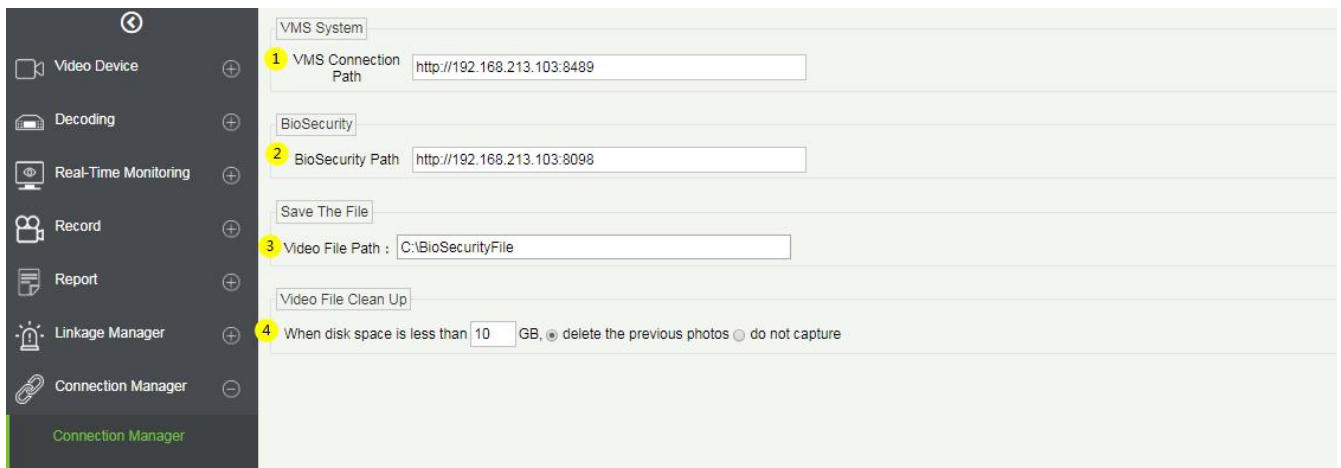 Video Device
Decoding
Real-Time Monitoring
Record
Report
Linkage Manager
Connection Manager
Connection Manager
VMS System
1 VMS Connection
Path
http://192.168.213.103:8489
BioSecurity
2 BioSecurity Path http://192.168.213.103:8098
Save The File
3 Video File Path : C:\BioSecurityFile
Video File Clean Up
4 When disk space is less than 10 GB, delete the previous photos do not capture